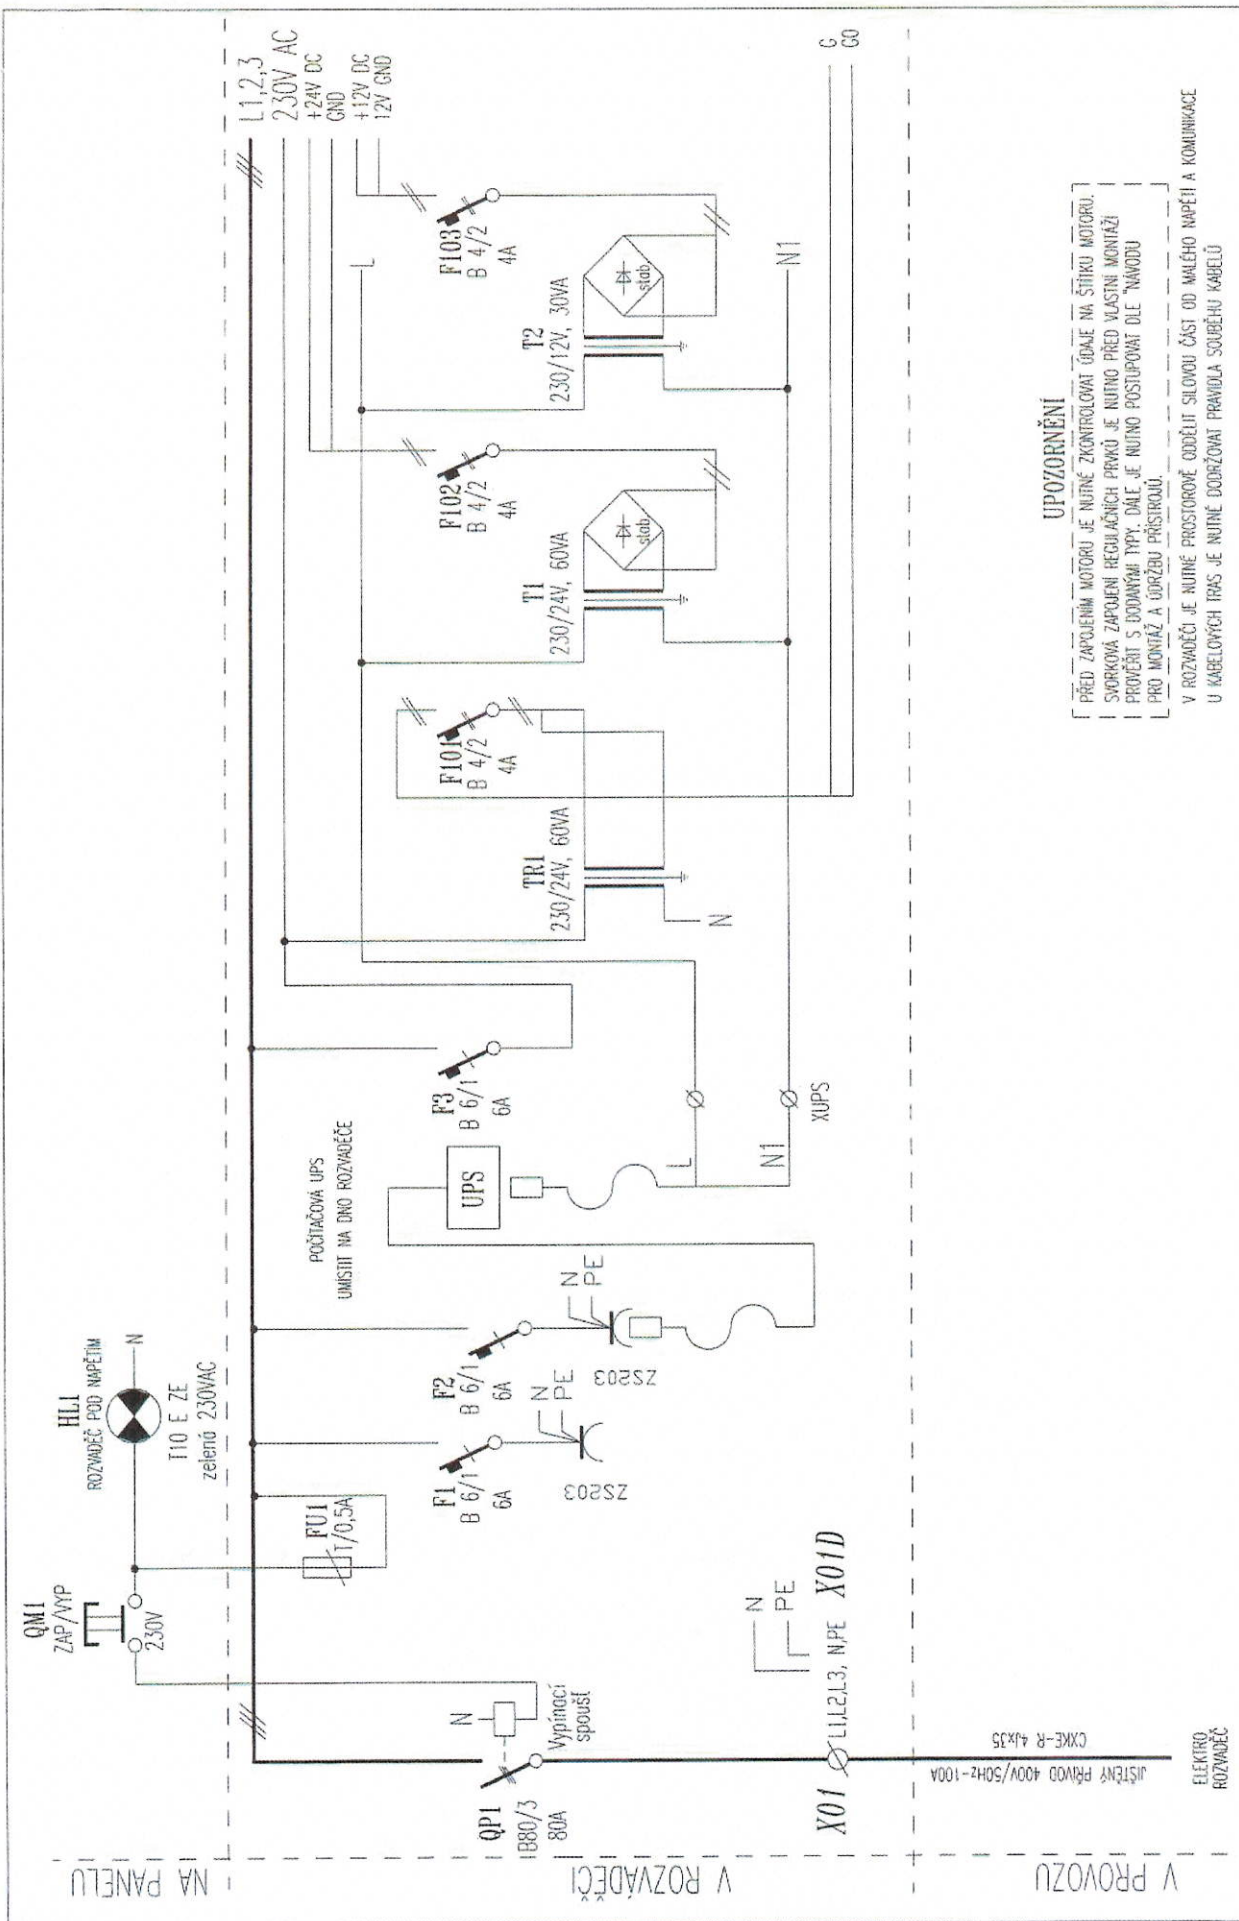 NA PANELU
V ROZVÁDĚČI
V PROVOZU
QM1
ZAP/VYP
230V
HL1
ROZVADĚČ POD NAPĚTÍM
N
T10 E ZE
zelená 230VAC
L1,2,3
230V AC
+24V DC
GND
+12V DC
12V GND
QP1
B80/3
80A
N
Vypínací
spoušť
FU1
T/0,5A
F1
B 6/1
6A
N
PE
ZS203
F2
B 6/1
6A
N
PE
ZS203
POČÍTAČOVÁ UPS
UMÍSTIT NA DNO ROZVADĚČE
UPS
F3
B 6/1
6A
L
N1
XUPS
TR1
230/24V, 60VA
N
F101
B 4/2
4A
T1
230/24V, 60VA
stab
F102
B 4/2
4A
T2
230/12V, 30VA
stab
F103
B 4/2
4A
L
N1
G
G0
X01
L1,L2,L3, N,PE
X01D
N
PE
JIŠTĚNÝ PŘÍVOD 400V/50Hz-100A
CXKE-R 4Jx35
ELEKTRO
ROZVADĚČ
UPOZORNĚNÍ
PŘED ZAPOJENÍM MOTORU JE NUTNÉ ZKONTROLOVAT ÚDAJE NA ŠTÍTKU MOTORU.
SVORKOVÁ ZAPOJENÍ REGULAČNÍCH PRVKŮ JE NUTNO PŘED VLASTNÍ MONTÁŽÍ
PROVĚŘIT S DODANÝMI TYPY. DÁLE JE NUTNO POSTUPOVAT DLE "NÁVODU
PRO MONTÁŽ A ÚDRŽBU PŘÍSTROJŮ.
V ROZVADĚČI JE NUTNÉ PROSTOROVĚ ODDĚLIT SILOVOU ČÁST OD MALÉHO NAPĚTÍ A KOMUNIKACE
U KABELOVÝCH TRAS JE NUTNÉ DODRŽOVAT PRAVIDLA SOUBĚHU KABELŮ